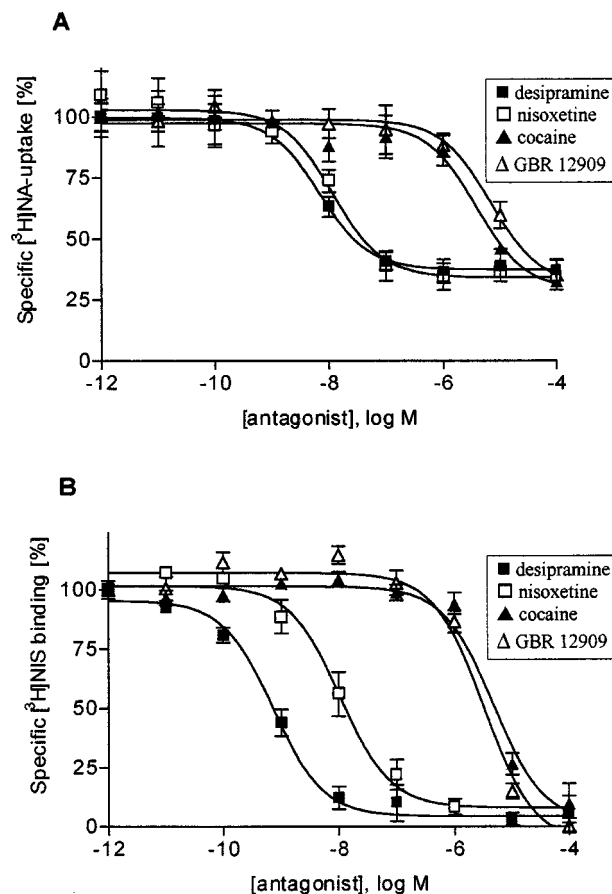 A
desipramine
nisoxetine
cocaine
GBR 12909
Specific [³H]NA-uptake [%]
100
75
50
25
0
-12
-10
-8
-6
-4
[antagonist], log M
B
desipramine
nisoxetine
cocaine
GBR 12909
Specific [³H]NIS binding [%]
100
75
50
25
0
-12
-10
-8
-6
-4
[antagonist], log M